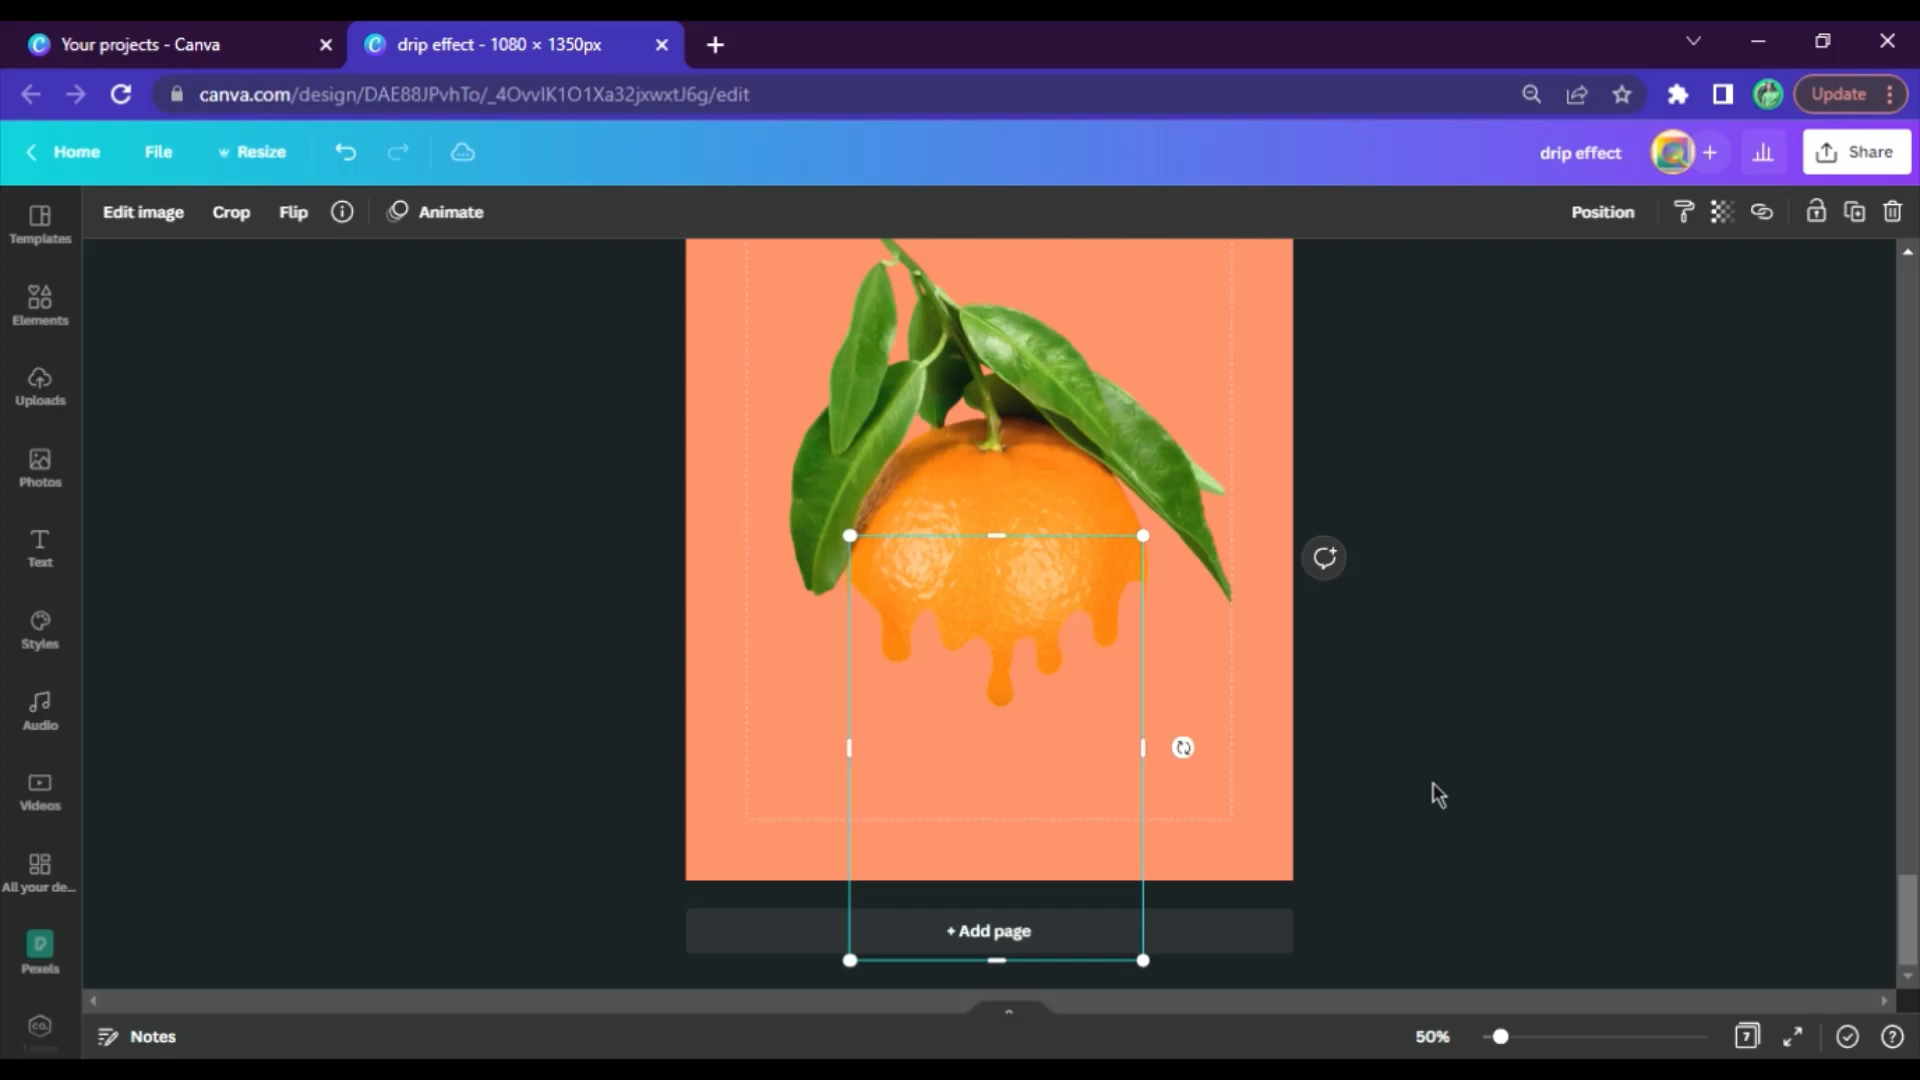 Your projects - Canva
drip effect - 1080 × 1350px
canva.com/design/DAE88JPvhTo/_4OvvIK1O1Xa32jxwxtJ6g/edit
Update
Home
File
Resize
drip effect
Share
Edit image
Crop
Flip
Animate
Position
Templates
Elements
Uploads
Photos
Text
Styles
Audio
Videos
All your de...
Pexels
co.
+ Add page
Notes
50%
7